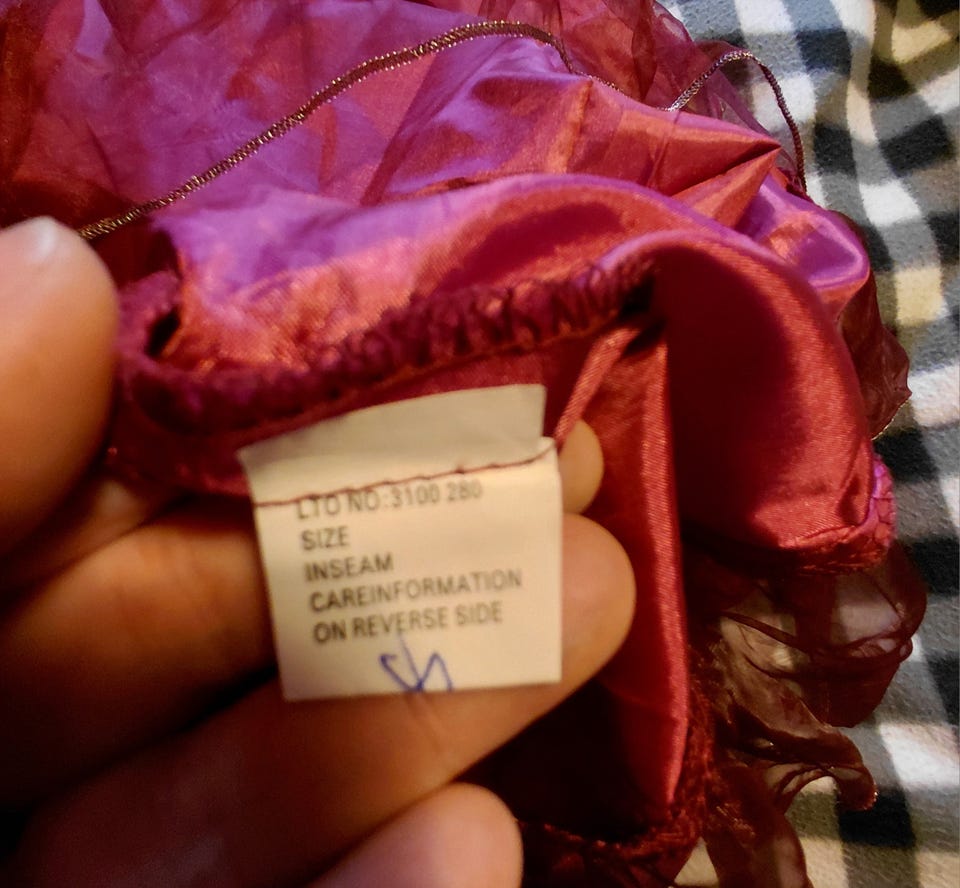 LTO NO:3100 280
SIZE
INSEAM
CAREINFORMATION
ON REVERSE SIDE